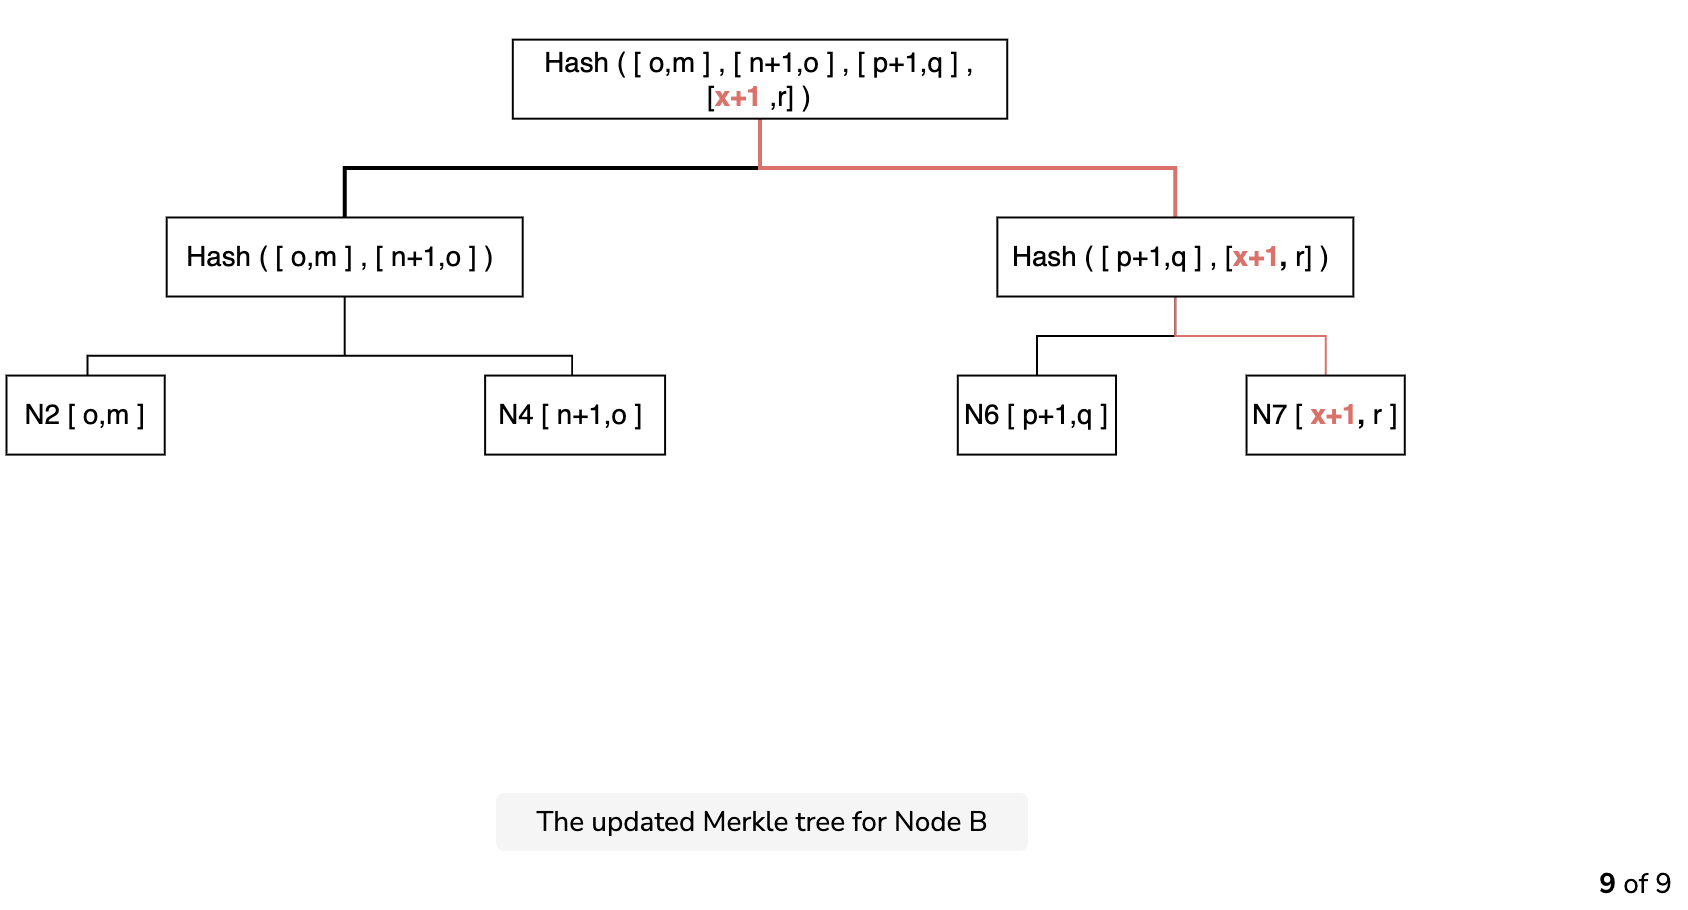 Hash ( [ o,m ] , [ n+1,o ] , [ p+1,q ] ,
[x+1 ,r] )
Hash ( [ o,m ] , [ n+1,o ] )
Hash ( [ p+1,q ] , [x+1, r] )
N2 [ o,m ]
N4 [ n+1,o ]
N6 [ p+1,q ]
N7 [ x+1, r ]
The updated Merkle tree for Node B
9 of 9